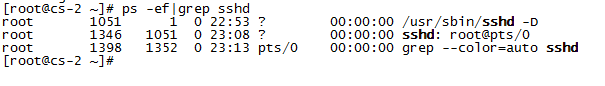 [root@cs-2 ~]# ps -ef|grep sshd
root 1051 1 0 22:53 ? 00:00:00 /usr/sbin/sshd -D
root 1346 1051 0 23:08 ? 00:00:00 sshd: root@pts/0
root 1398 1352 0 23:13 pts/0 00:00:00 grep --color=auto sshd
[root@cs-2 ~]#